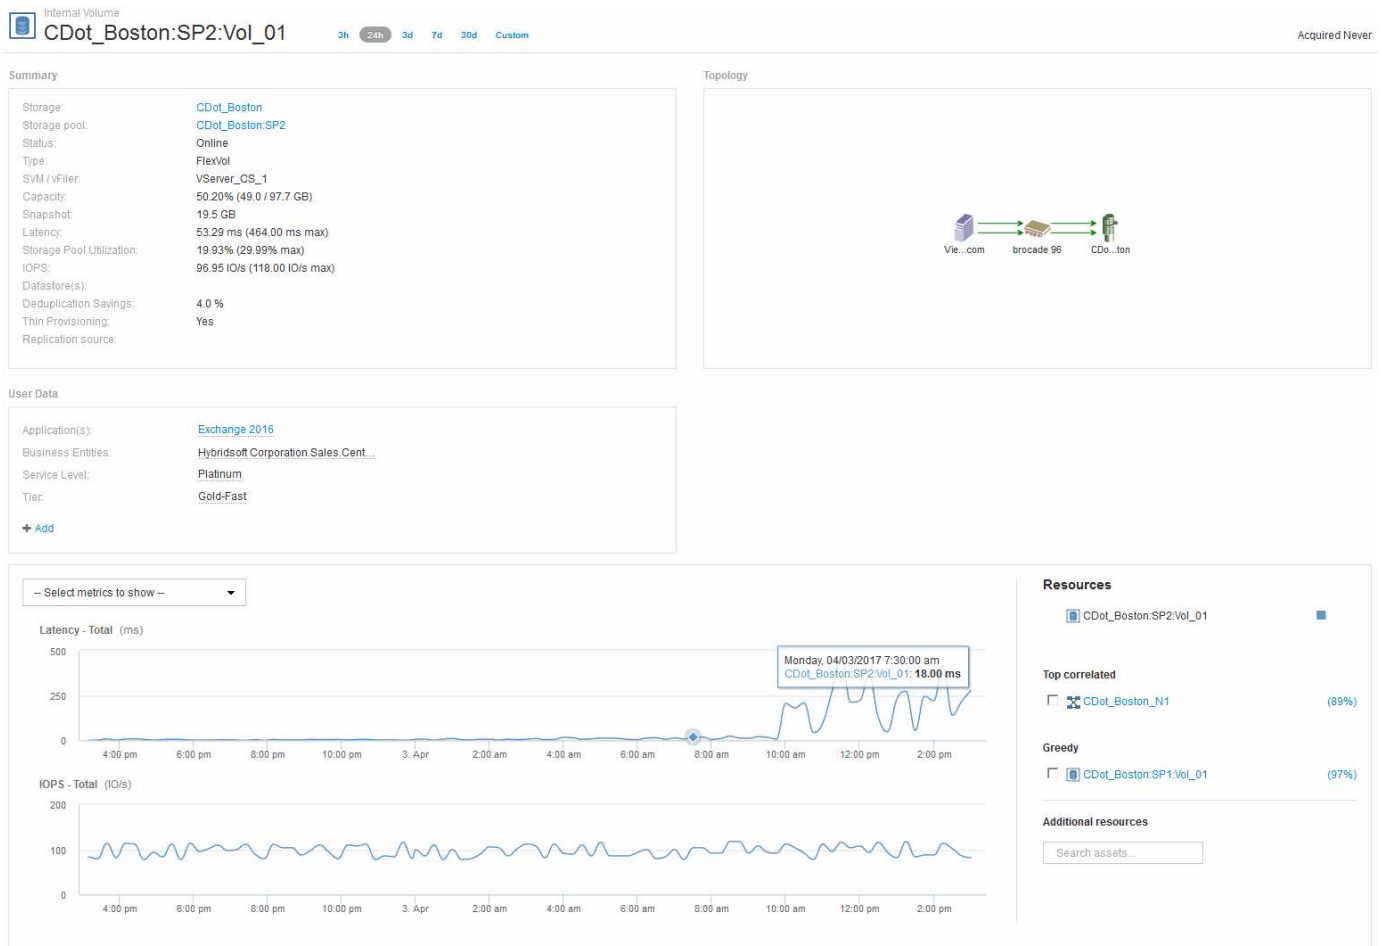 Internal Volume
CDot_Boston:SP2:Vol_01
3h 24h 3d 7d 30d Custom
Acquired Never
Summary
Storage: CDot_Boston
Storage pool: CDot_Boston:SP2
Status: Online
Type: FlexVol
SVM / vFiler: VServer_CS_1
Capacity: 50.20% (49.0 / 97.7 GB)
Snapshot: 19.5 GB
Latency: 53.29 ms (464.00 ms max)
Storage Pool Utilization: 19.93% (29.99% max)
IOPS: 96.95 IO/s (118.00 IO/s max)
Datastore(s):
Deduplication Savings: 4.0 %
Thin Provisioning: Yes
Replication source:
Topology
Vie...com brocade 96 CDo...ton
User Data
Application(s): Exchange 2016
Business Entities: Hybridsoft Corporation.Sales.Cent...
Service Level: Platinum
Tier: Gold-Fast
+ Add
-- Select metrics to show --
Latency - Total (ms)
500
250
0
Monday, 04/03/2017 7:30:00 am
CDot_Boston:SP2:Vol_01: 18.00 ms
4:00 pm 6:00 pm 8:00 pm 10:00 pm 3. Apr 2:00 am 4:00 am 6:00 am 8:00 am 10:00 am 12:00 pm 2:00 pm
IOPS - Total (IO/s)
200
100
0
4:00 pm 6:00 pm 8:00 pm 10:00 pm 3. Apr 2:00 am 4:00 am 6:00 am 8:00 am 10:00 am 12:00 pm 2:00 pm
Resources
CDot_Boston:SP2:Vol_01
Top correlated
CDot_Boston_N1 (89%)
Greedy
CDot_Boston:SP1:Vol_01 (97%)
Additional resources
Search assets...